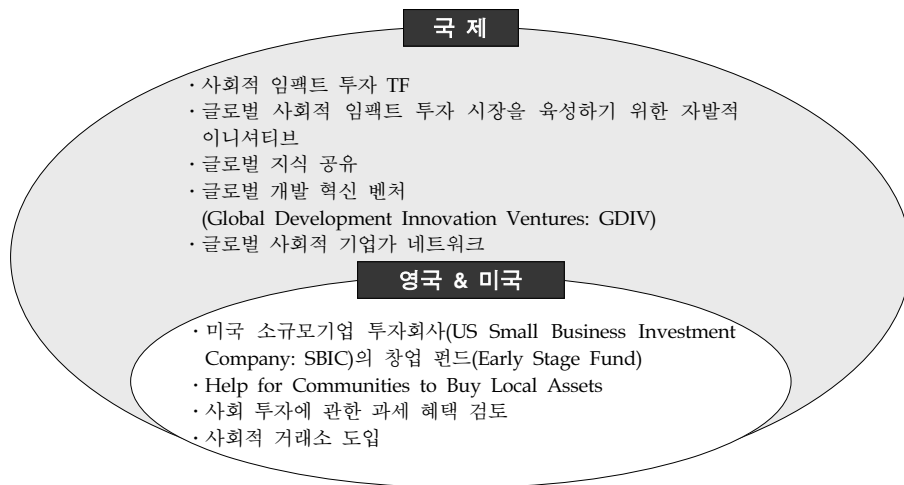 국 제
· 사회적 임팩트 투자 TF
· 글로벌 사회적 임팩트 투자 시장을 육성하기 위한 자발적
이니셔티브
· 글로벌 지식 공유
· 글로벌 개발 혁신 벤처
(Global Development Innovation Ventures: GDIV)
· 글로벌 사회적 기업가 네트워크
영국 & 미국
· 미국 소규모기업 투자회사(US Small Business Investment
Company: SBIC)의 창업 펀드(Early Stage Fund)
· Help for Communities to Buy Local Assets
· 사회 투자에 관한 과세 혜택 검토
· 사회적 거래소 도입